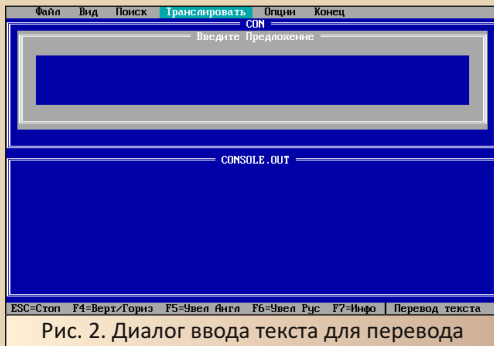 Файл Вид Поиск Транслировать Опции Конец
CON
Введите Предложение
CONSOLE.OUT
ESC=Стоп F4=Верт/Гориз F5=Увел Англ F6=Увел Рус F7=Инфо | Перевод текста
Рис. 2. Диалог ввода текста для перевода